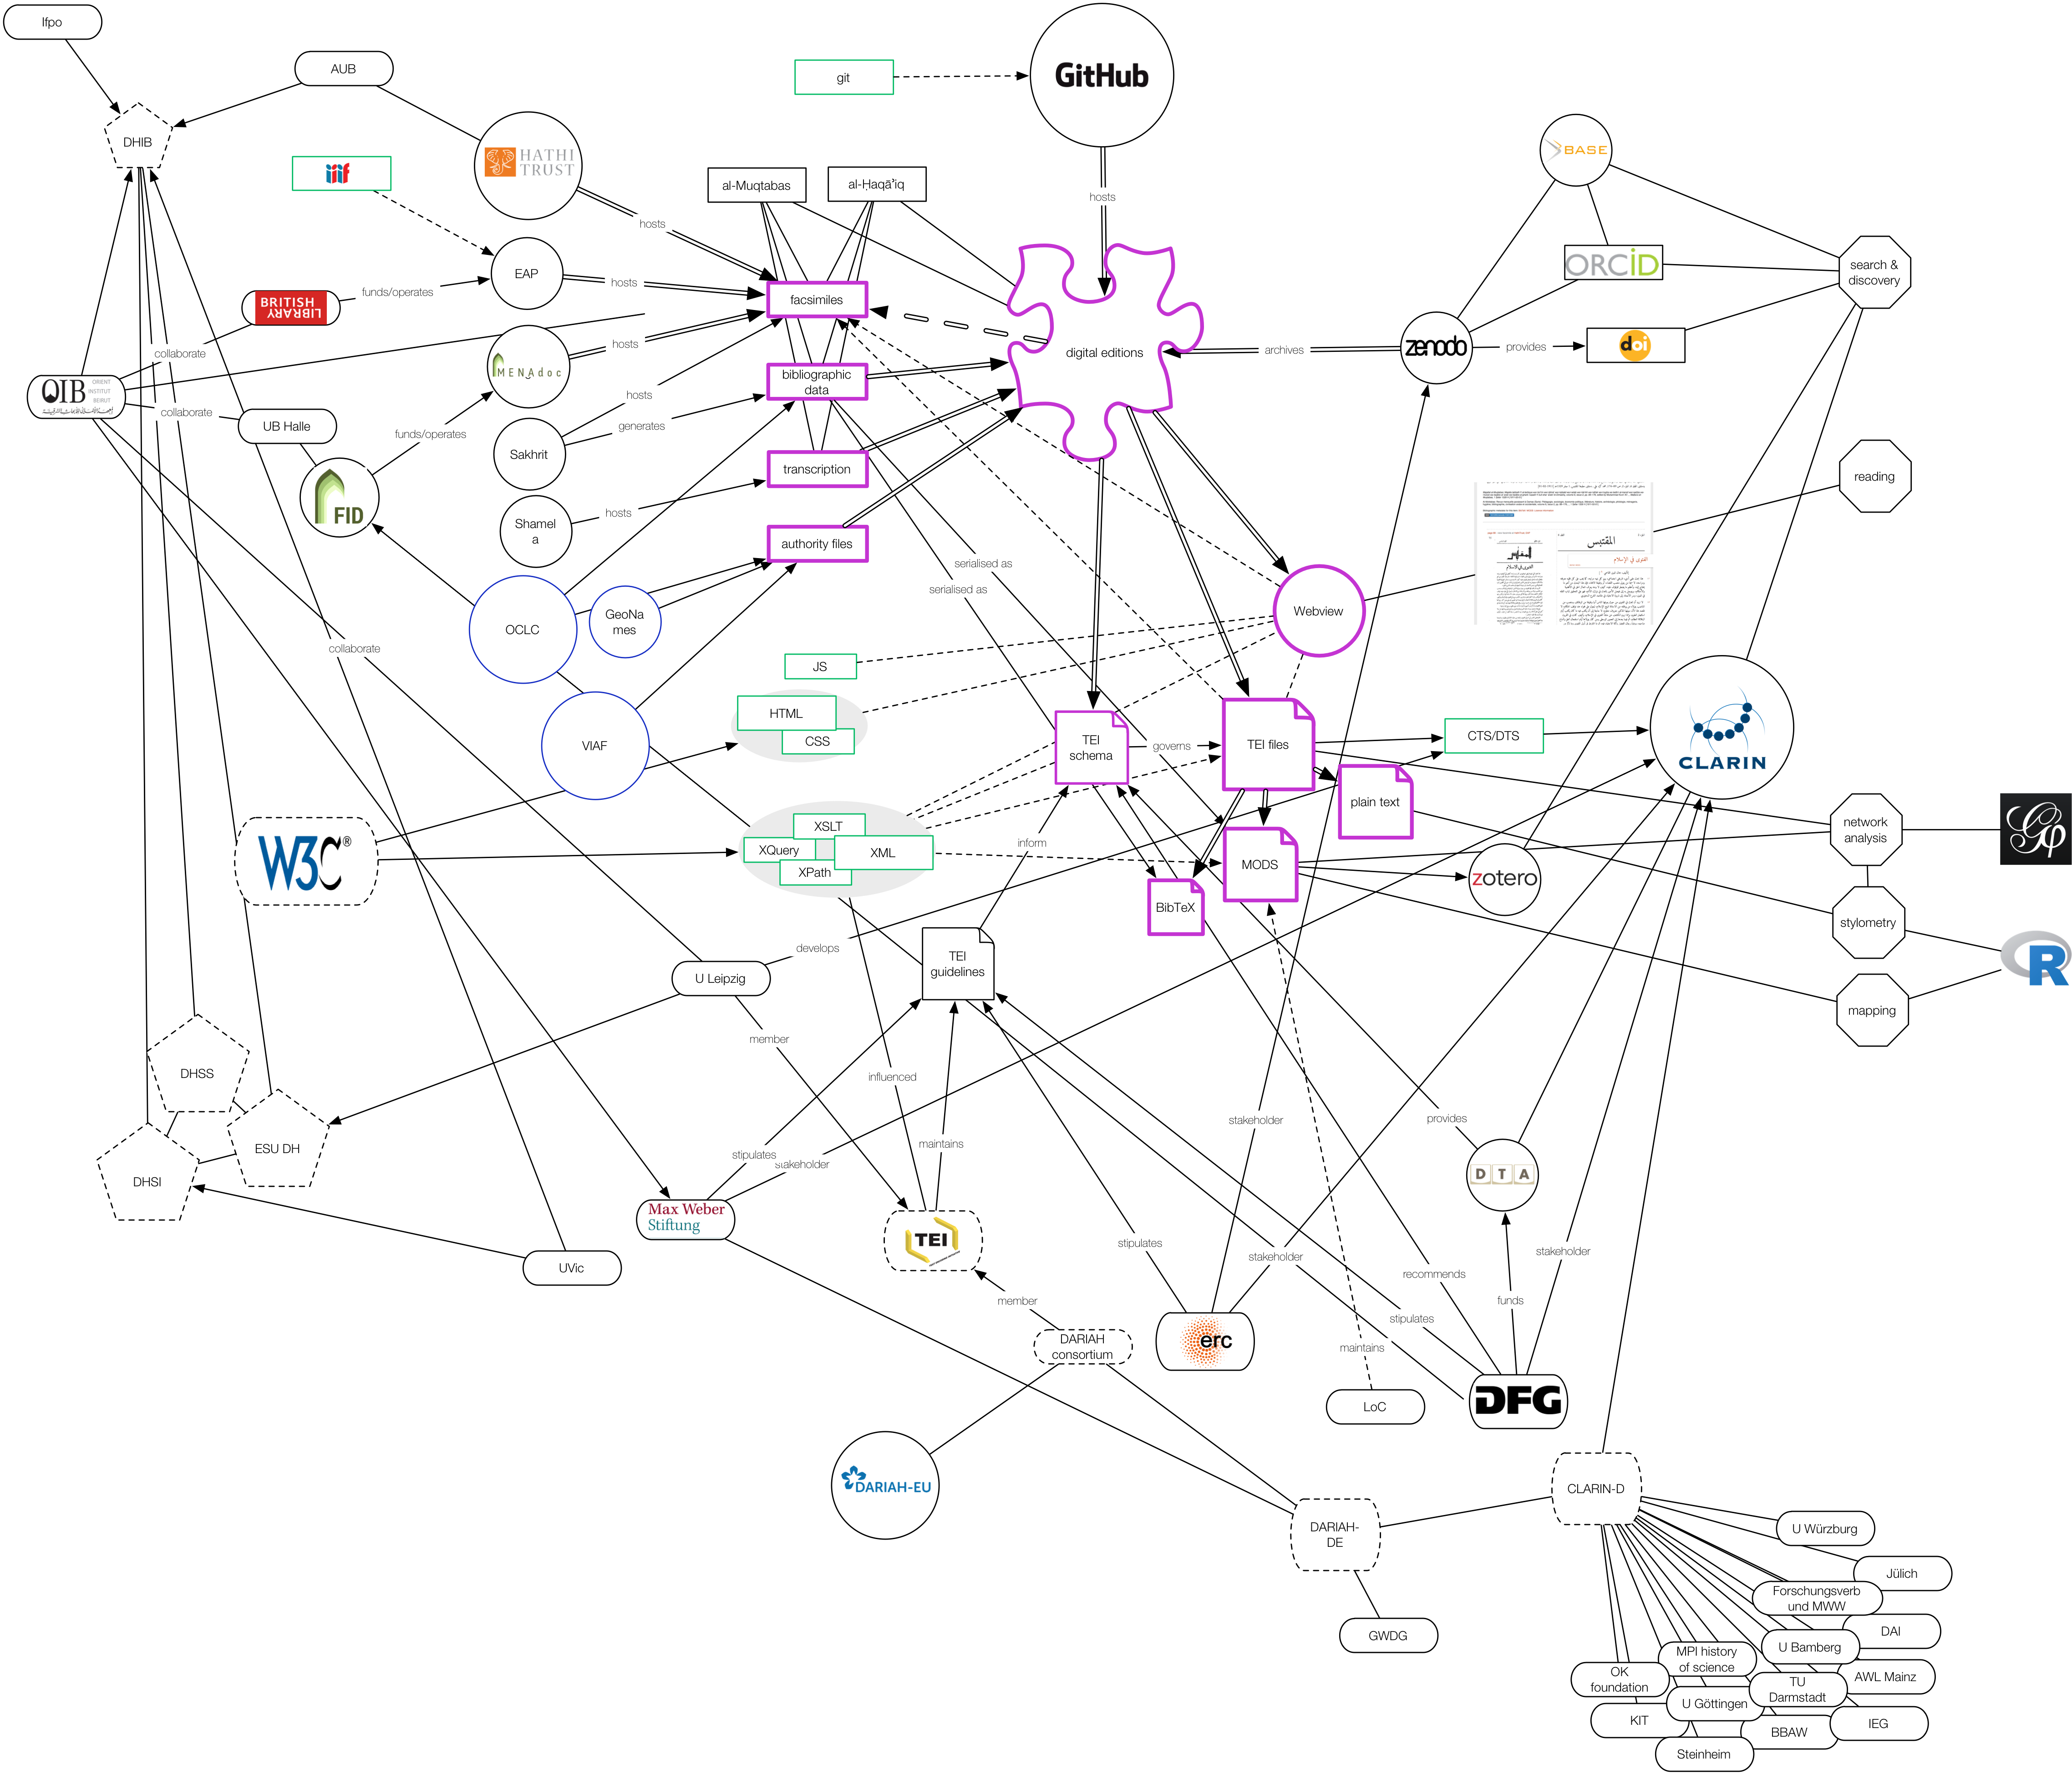 Ifpo
AUB
git
GitHub
DHIB
iiif
HATHI
TRUST
al-Muqtabas
al-Ḥaqāʾiq
hosts
hosts
BASE
ORCiD
search &
discovery
EAP
BRITISH
LIBRARY
funds/operates
hosts
facsimiles
digital editions
archives
zenodo
provides
doi
collaborate
MENAdoc
hosts
OIB
ORIENT
INSTITUT
BEIRUT
collaborate
UB Halle
funds/operates
hosts
bibliographic
data
generates
Sakhrit
transcription
reading
FID
Shamel
a
hosts
authority files
serialised as
serialised as
المقتبس
OCLC
GeoNa
mes
Webview
collaborate
JS
HTML
CSS
VIAF
TEI
schema
governs
TEI files
CTS/DTS
CLARIN
plain text
network
analysis
W3C®
XSLT
XQuery
XML
XPath
inform
MODS
zotero
BibTeX
stylometry
R
develops
U Leipzig
TEI
guidelines
mapping
member
DHSS
influenced
ESU DH
DHSI
stipulates
stakeholder
maintains
stakeholder
provides
DTA
Max Weber
Stiftung
TEI
UVic
stipulates
stakeholder
stakeholder
recommends
funds
member
stipulates
DARIAH
consortium
erc
maintains
LoC
DFG
DARIAH-EU
CLARIN-D
DARIAH-
DE
U Würzburg
Jülich
Forschungsverb
und MWW
GWDG
DAI
U Bamberg
MPI history
of science
OK
foundation
AWL Mainz
TU
Darmstadt
U Göttingen
KIT
BBAW
IEG
Steinheim